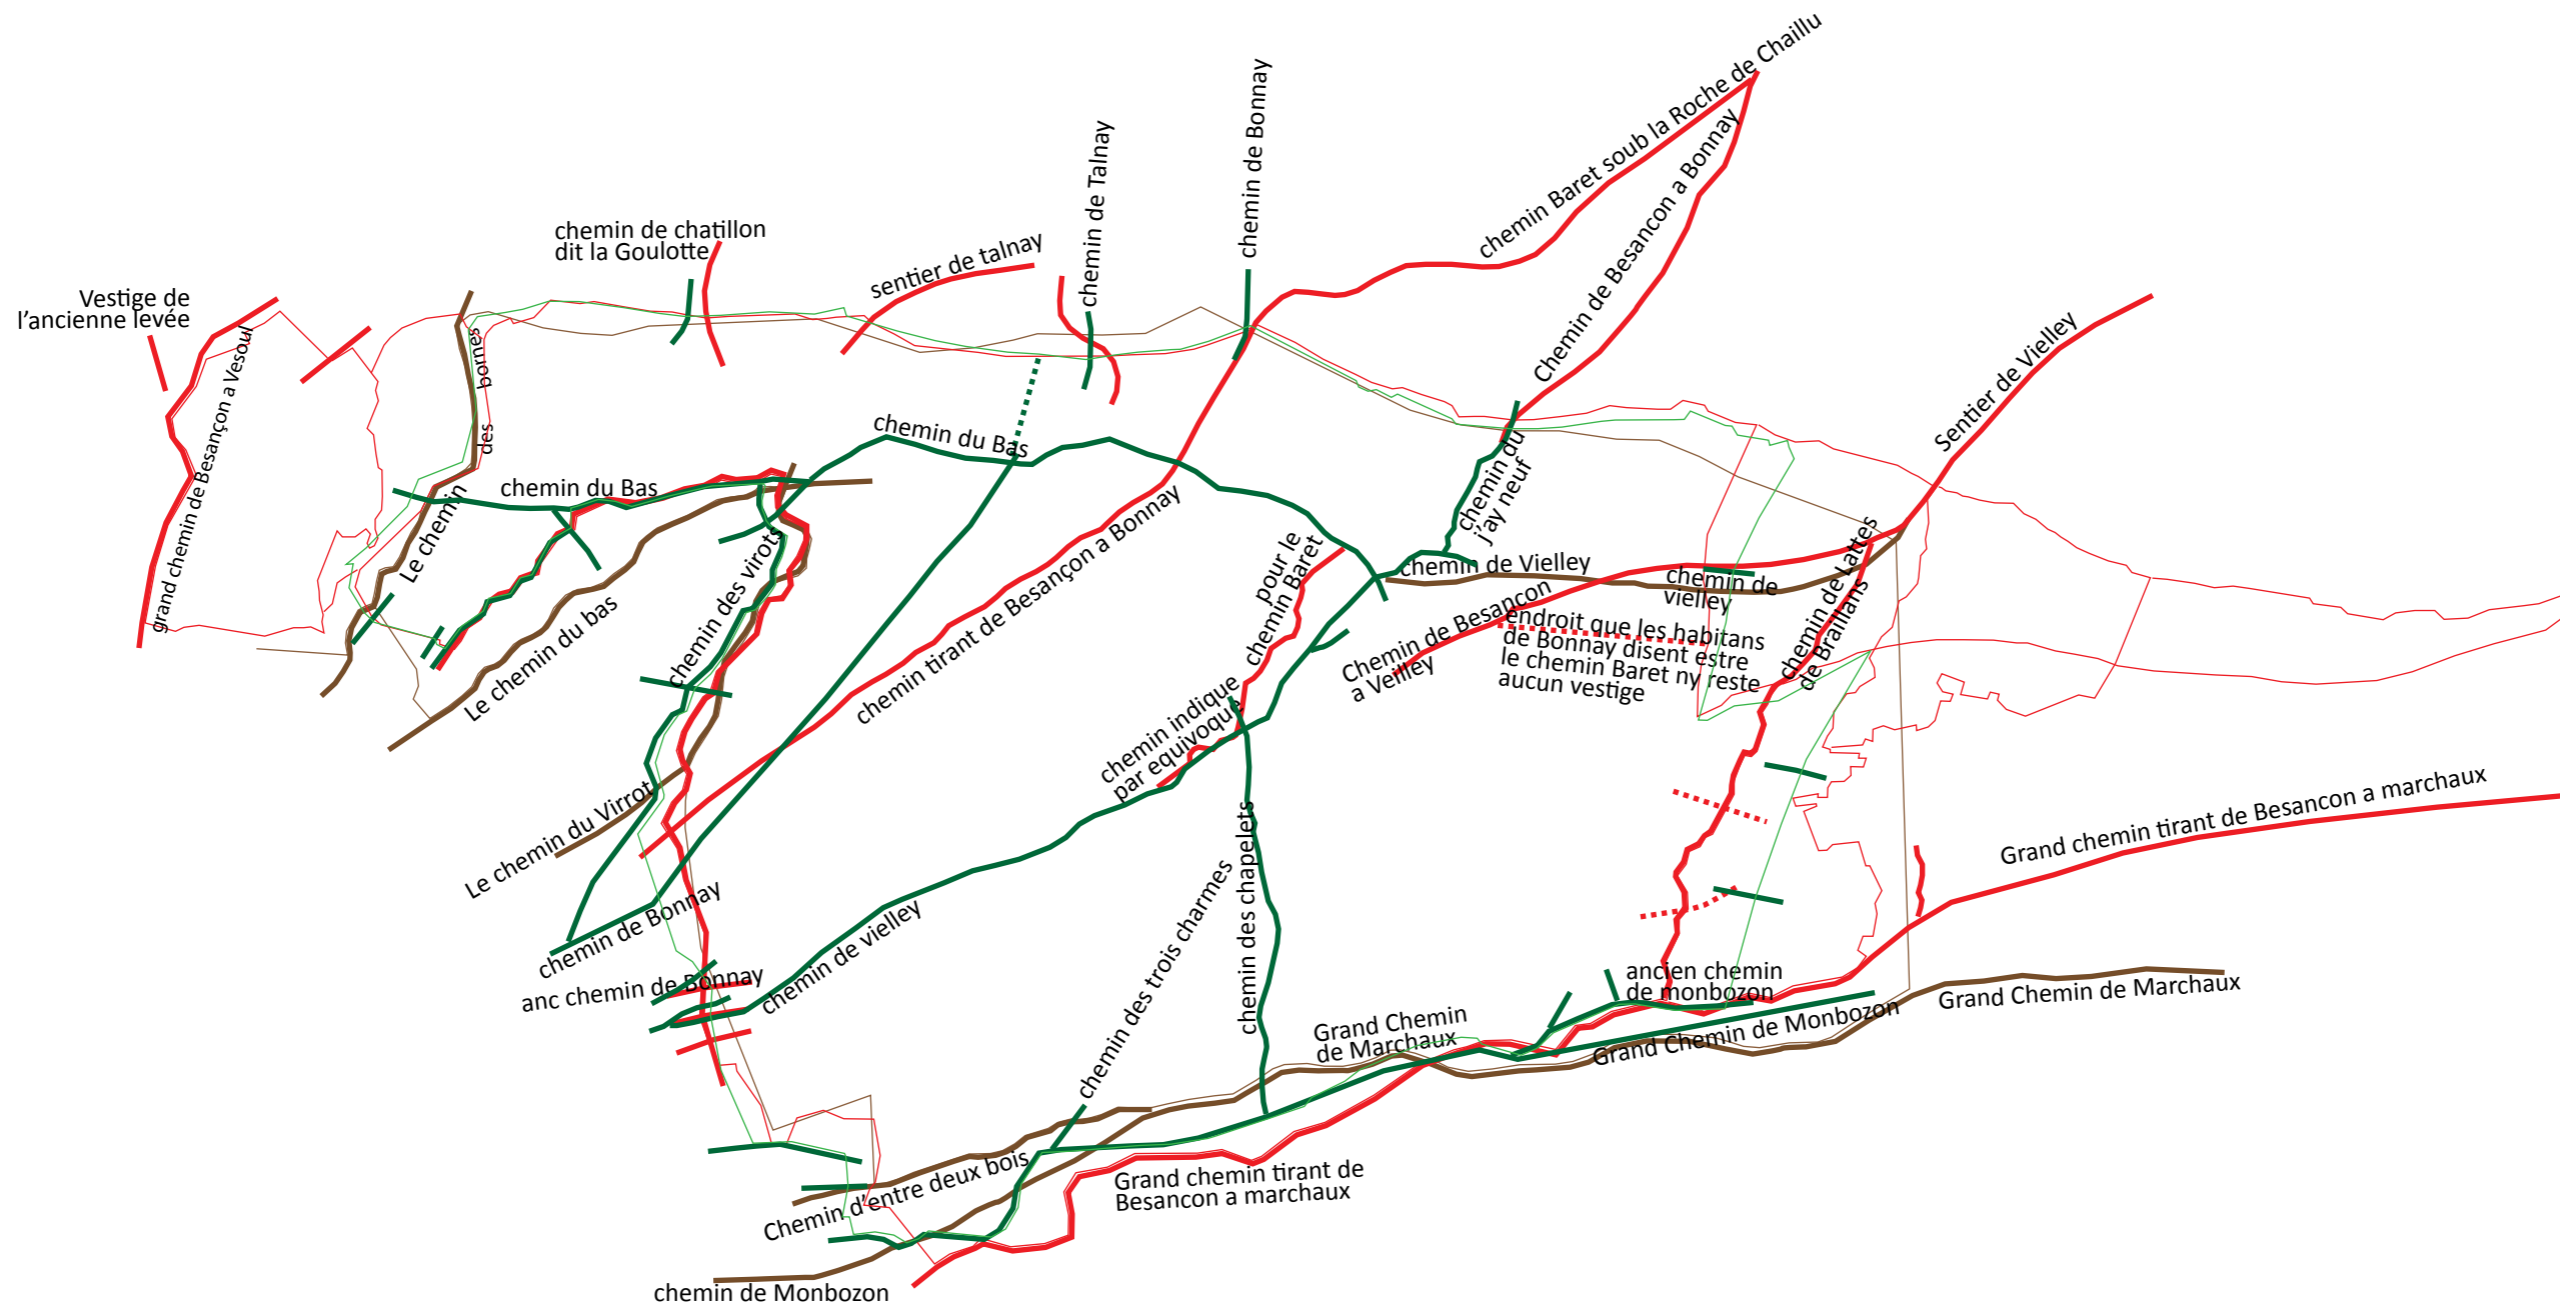 chemin Baret soub la Roche de Chaillu
chemin de Bonnay
Chemin de Besancon a Bonnay
chemin de Talnay
chemin de chatillon
dit la Goulotte
sentier de talnay
Vestige de
l'ancienne levée
grand chemin de Besançon a Vesoul
Le chemin des bornes
Sentier de Vielley
chemin du Bas
chemin du Bas
chemin du
j'ay neuf
Le chemin du bas
chemin des virots
chemin tirant de Besançon a Bonnay
pour le
chemin Baret
chemin de Vielley
chemin de
vielley
Chemin de Besancon
a Veilley
endroit que les habitans
de Bonnay disent estre
le chemin Baret ny reste
aucun vestige
chemin de Lattes
de Braillans
chemin indique
par equivoque
Le chemin du Virrot
Grand chemin tirant de Besancon a marchaux
chemin de Bonnay
anc chemin de Bonnay
chemin de vielley
chemin des trois charmes
chemin des chapelets
ancien chemin
de monbozon
Grand Chemin de Marchaux
Grand Chemin
de Marchaux
Grand Chemin de Monbozon
Chemin d'entre deux bois
Grand chemin tirant de
Besancon a marchaux
chemin de Monbozon